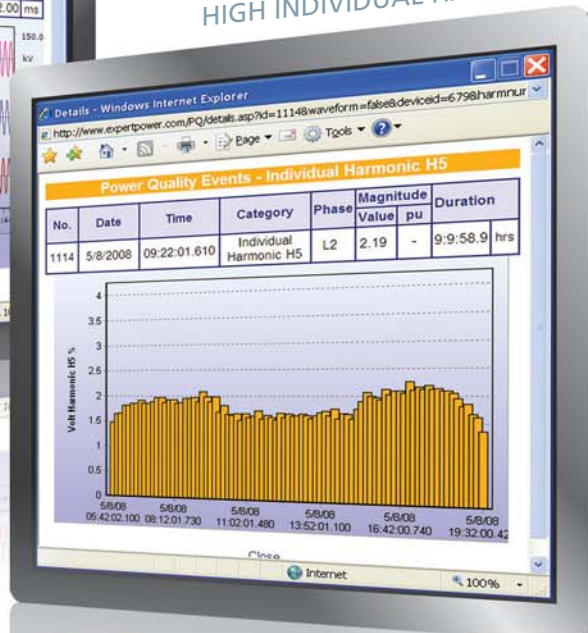 HIGH INDIVIDUAL
2.00 ms
150.0
kV
Details - Windows Internet Explorer
http://www.expertpower.com/PQ/details.asp?id=1114&waveform=false&deviceid=679&harmnur
Page Tools
Power Quality Events - Individual Harmonic H5
No. Date Time Category Phase Magnitude Duration
Value pu
1114 5/8/2008 09:22:01.610 Individual Harmonic H5 L2 2.19 - 9:9:58.9 hrs
Volt Harmonic H5 %
4
3.5
3
2.5
2
1.5
1
0.5
0
5/8/08 5/8/08 5/8/08 5/8/08 5/8/08 5/8/08
05:42:02.100 08:12:01.730 11:02:01.480 13:52:01.100 16:42:00.740 19:32:00.42
Close
Internet 100%